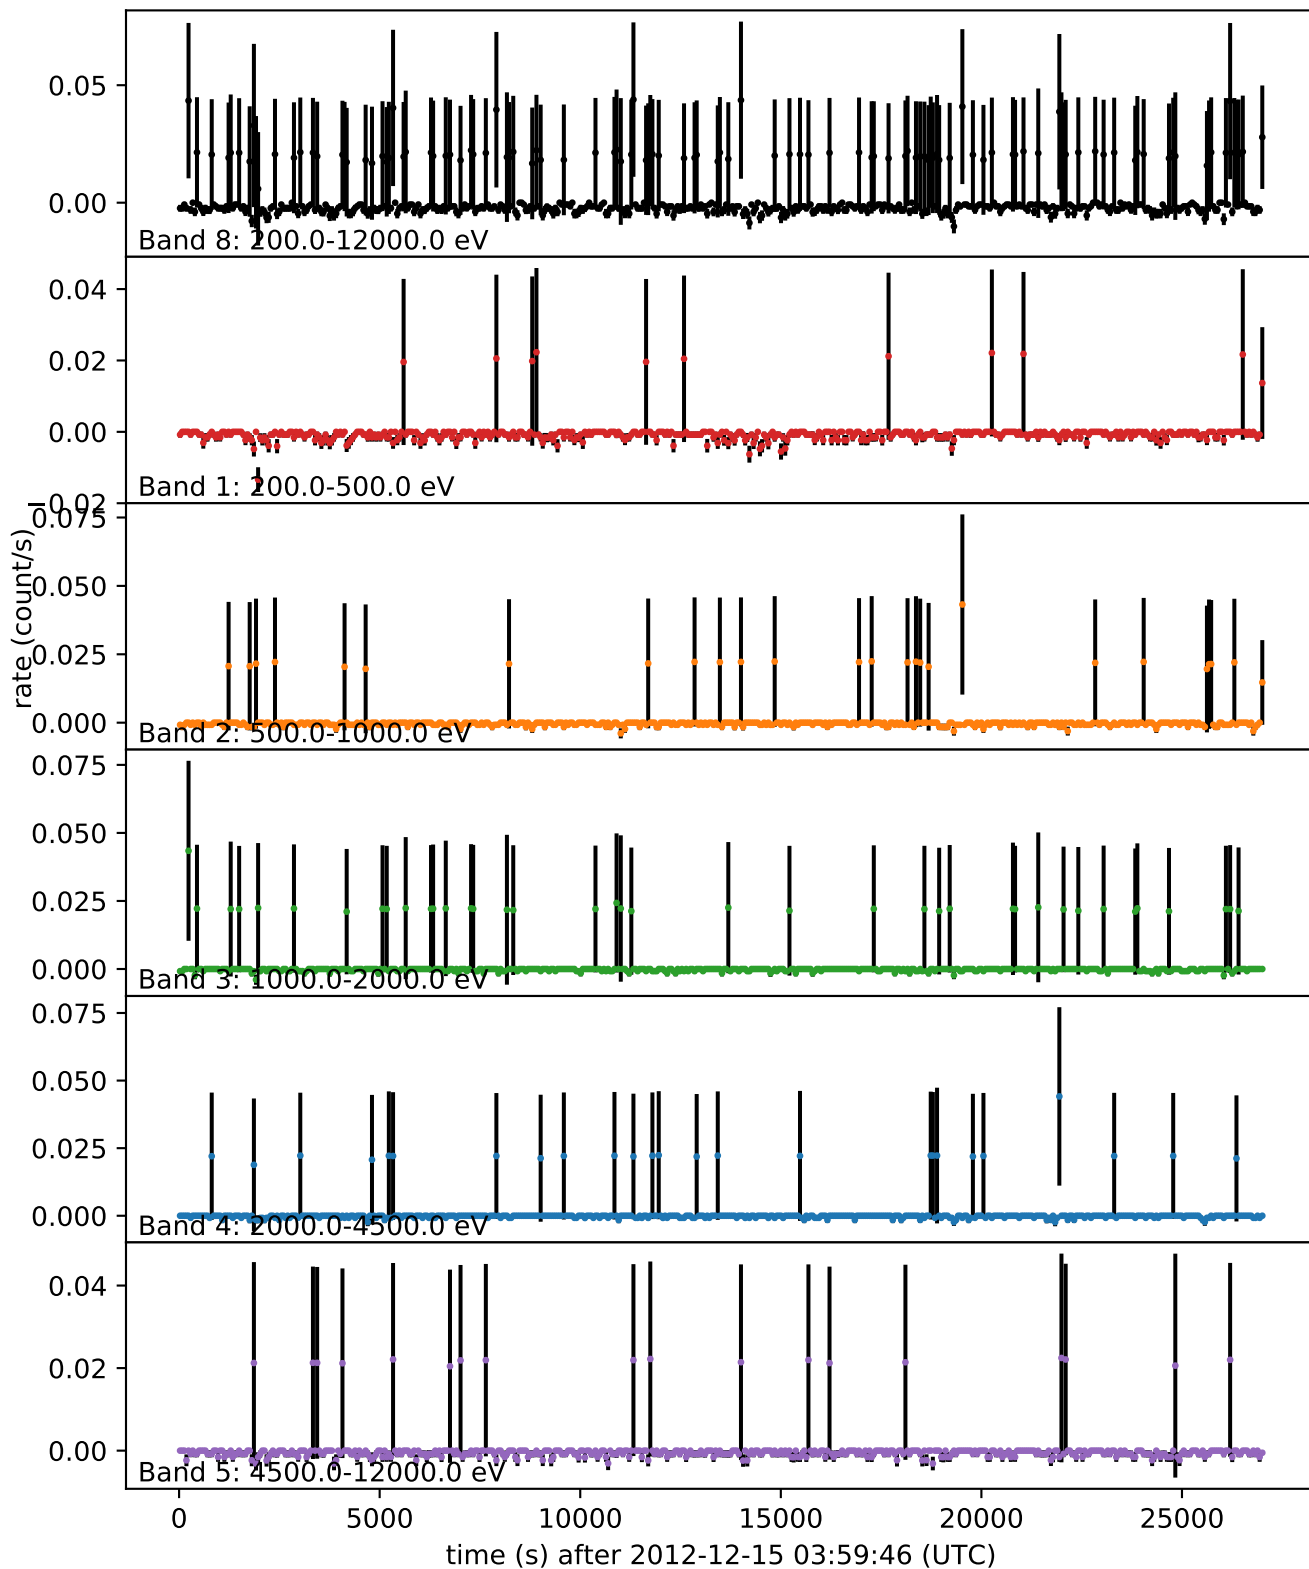 0.05
0.00
Band 8: 200.0-12000.0 eV
0.04
0.02
0.00
Band 1: 200.0-500.0 eV
−0.02
0.075
0.050
0.025
0.000
Band 2: 500.0-1000.0 eV
rate (count/s)
0.075
0.050
0.025
0.000
Band 3: 1000.0-2000.0 eV
0.075
0.050
0.025
0.000
Band 4: 2000.0-4500.0 eV
0.04
0.02
0.00
Band 5: 4500.0-12000.0 eV
0 5000 10000 15000 20000 25000
time (s) after 2012-12-15 03:59:46 (UTC)